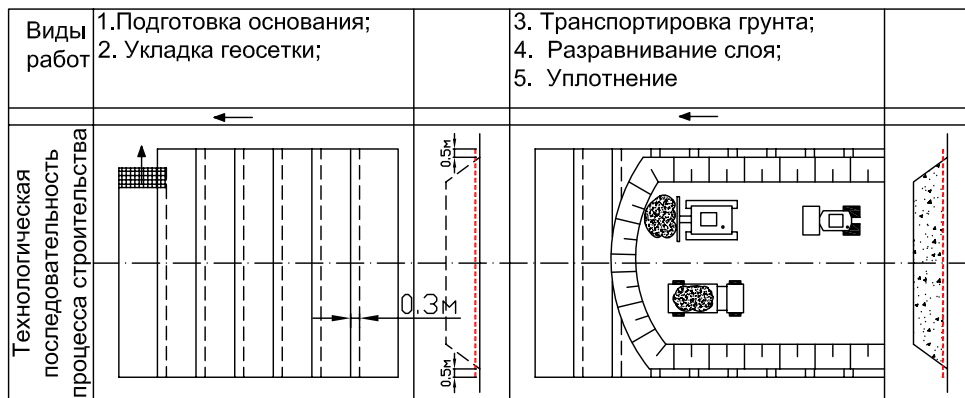 Виды
работ
1.Подготовка основания;
2. Укладка геосетки;
3. Транспортировка грунта;
4. Разравнивание слоя;
5. Уплотнение
Технологическая
последовательность
процесса строительства
0.5м
0.3м
0.5м